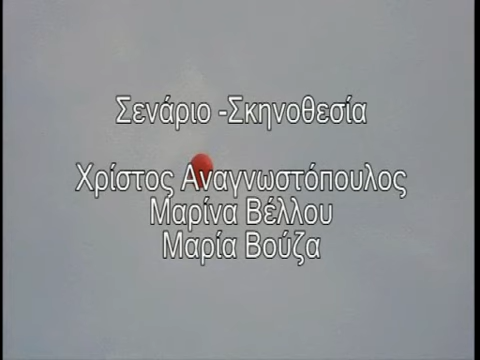 Σενάριο -Σκηνοθεσία
Χρίστος Αναγνωστόπουλος
Μαρίνα Βέλλου
Μαρία Βούζα